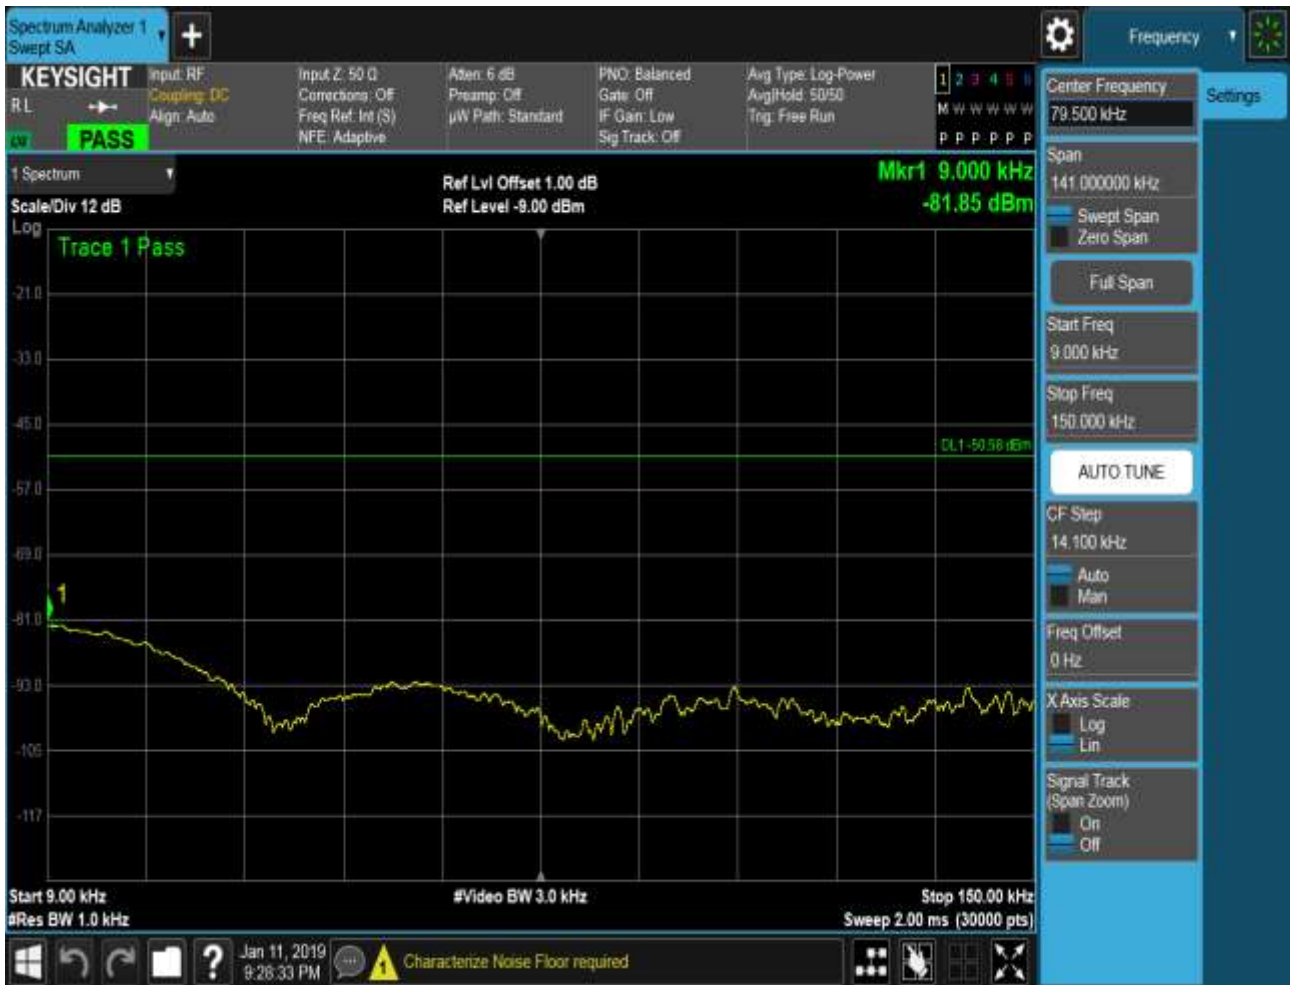 Spectrum Analyzer 1
Swept SA
+
Frequency
KEYSIGHT
R L
PASS
Input: RF
Coupling: DC
Align: Auto
Input Z: 50 Ω
Corrections: Off
Freq Ref: Int (S)
NFE: Adaptive
Atten: 6 dB
Preamp: Off
µW Path: Standard
PNO: Balanced
Gate: Off
IF Gain: Low
Sig Track: Off
Avg Type: Log-Power
Avg|Hold: 50/50
Trig: Free Run
1 2 3 4 5 6
M W W W W W
P P P P P P
1 Spectrum
Scale/Div 12 dB
Log
Ref Lvl Offset 1.00 dB
Ref Level -9.00 dBm
Mkr1 9.000 kHz
-81.85 dBm
Trace 1 Pass
-21.0
-33.0
-45.0
DL1 -50.58 dBm
-57.0
-69.0
1
-81.0
-93.0
-105
-117
Start 9.00 kHz
#Video BW 3.0 kHz
Stop 150.00 kHz
#Res BW 1.0 kHz
Sweep 2.00 ms (30000 pts)
Center Frequency
79.500 kHz
Span
141.000000 kHz
Swept Span
Zero Span
Full Span
Start Freq
9.000 kHz
Stop Freq
150.000 kHz
AUTO TUNE
CF Step
14.100 kHz
Auto
Man
Freq Offset
0 Hz
X Axis Scale
Log
Lin
Signal Track
(Span Zoom)
On
Off
Settings
?
Jan 11, 2019
9:28:33 PM
1
Characterize Noise Floor required